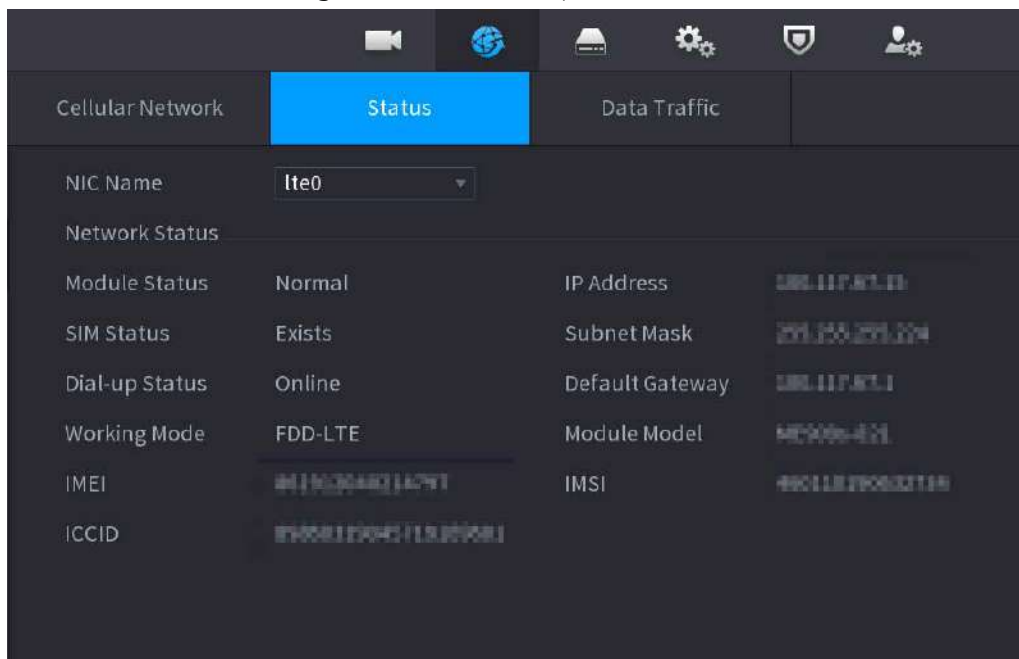 Cellular Network Status Data Traffic
NIC Name lte0
Network Status
Module Status Normal IP Address
SIM Status Exists Subnet Mask
Dial-up Status Online Default Gateway
Working Mode FDD-LTE Module Model
IMEI IMSI
ICCID